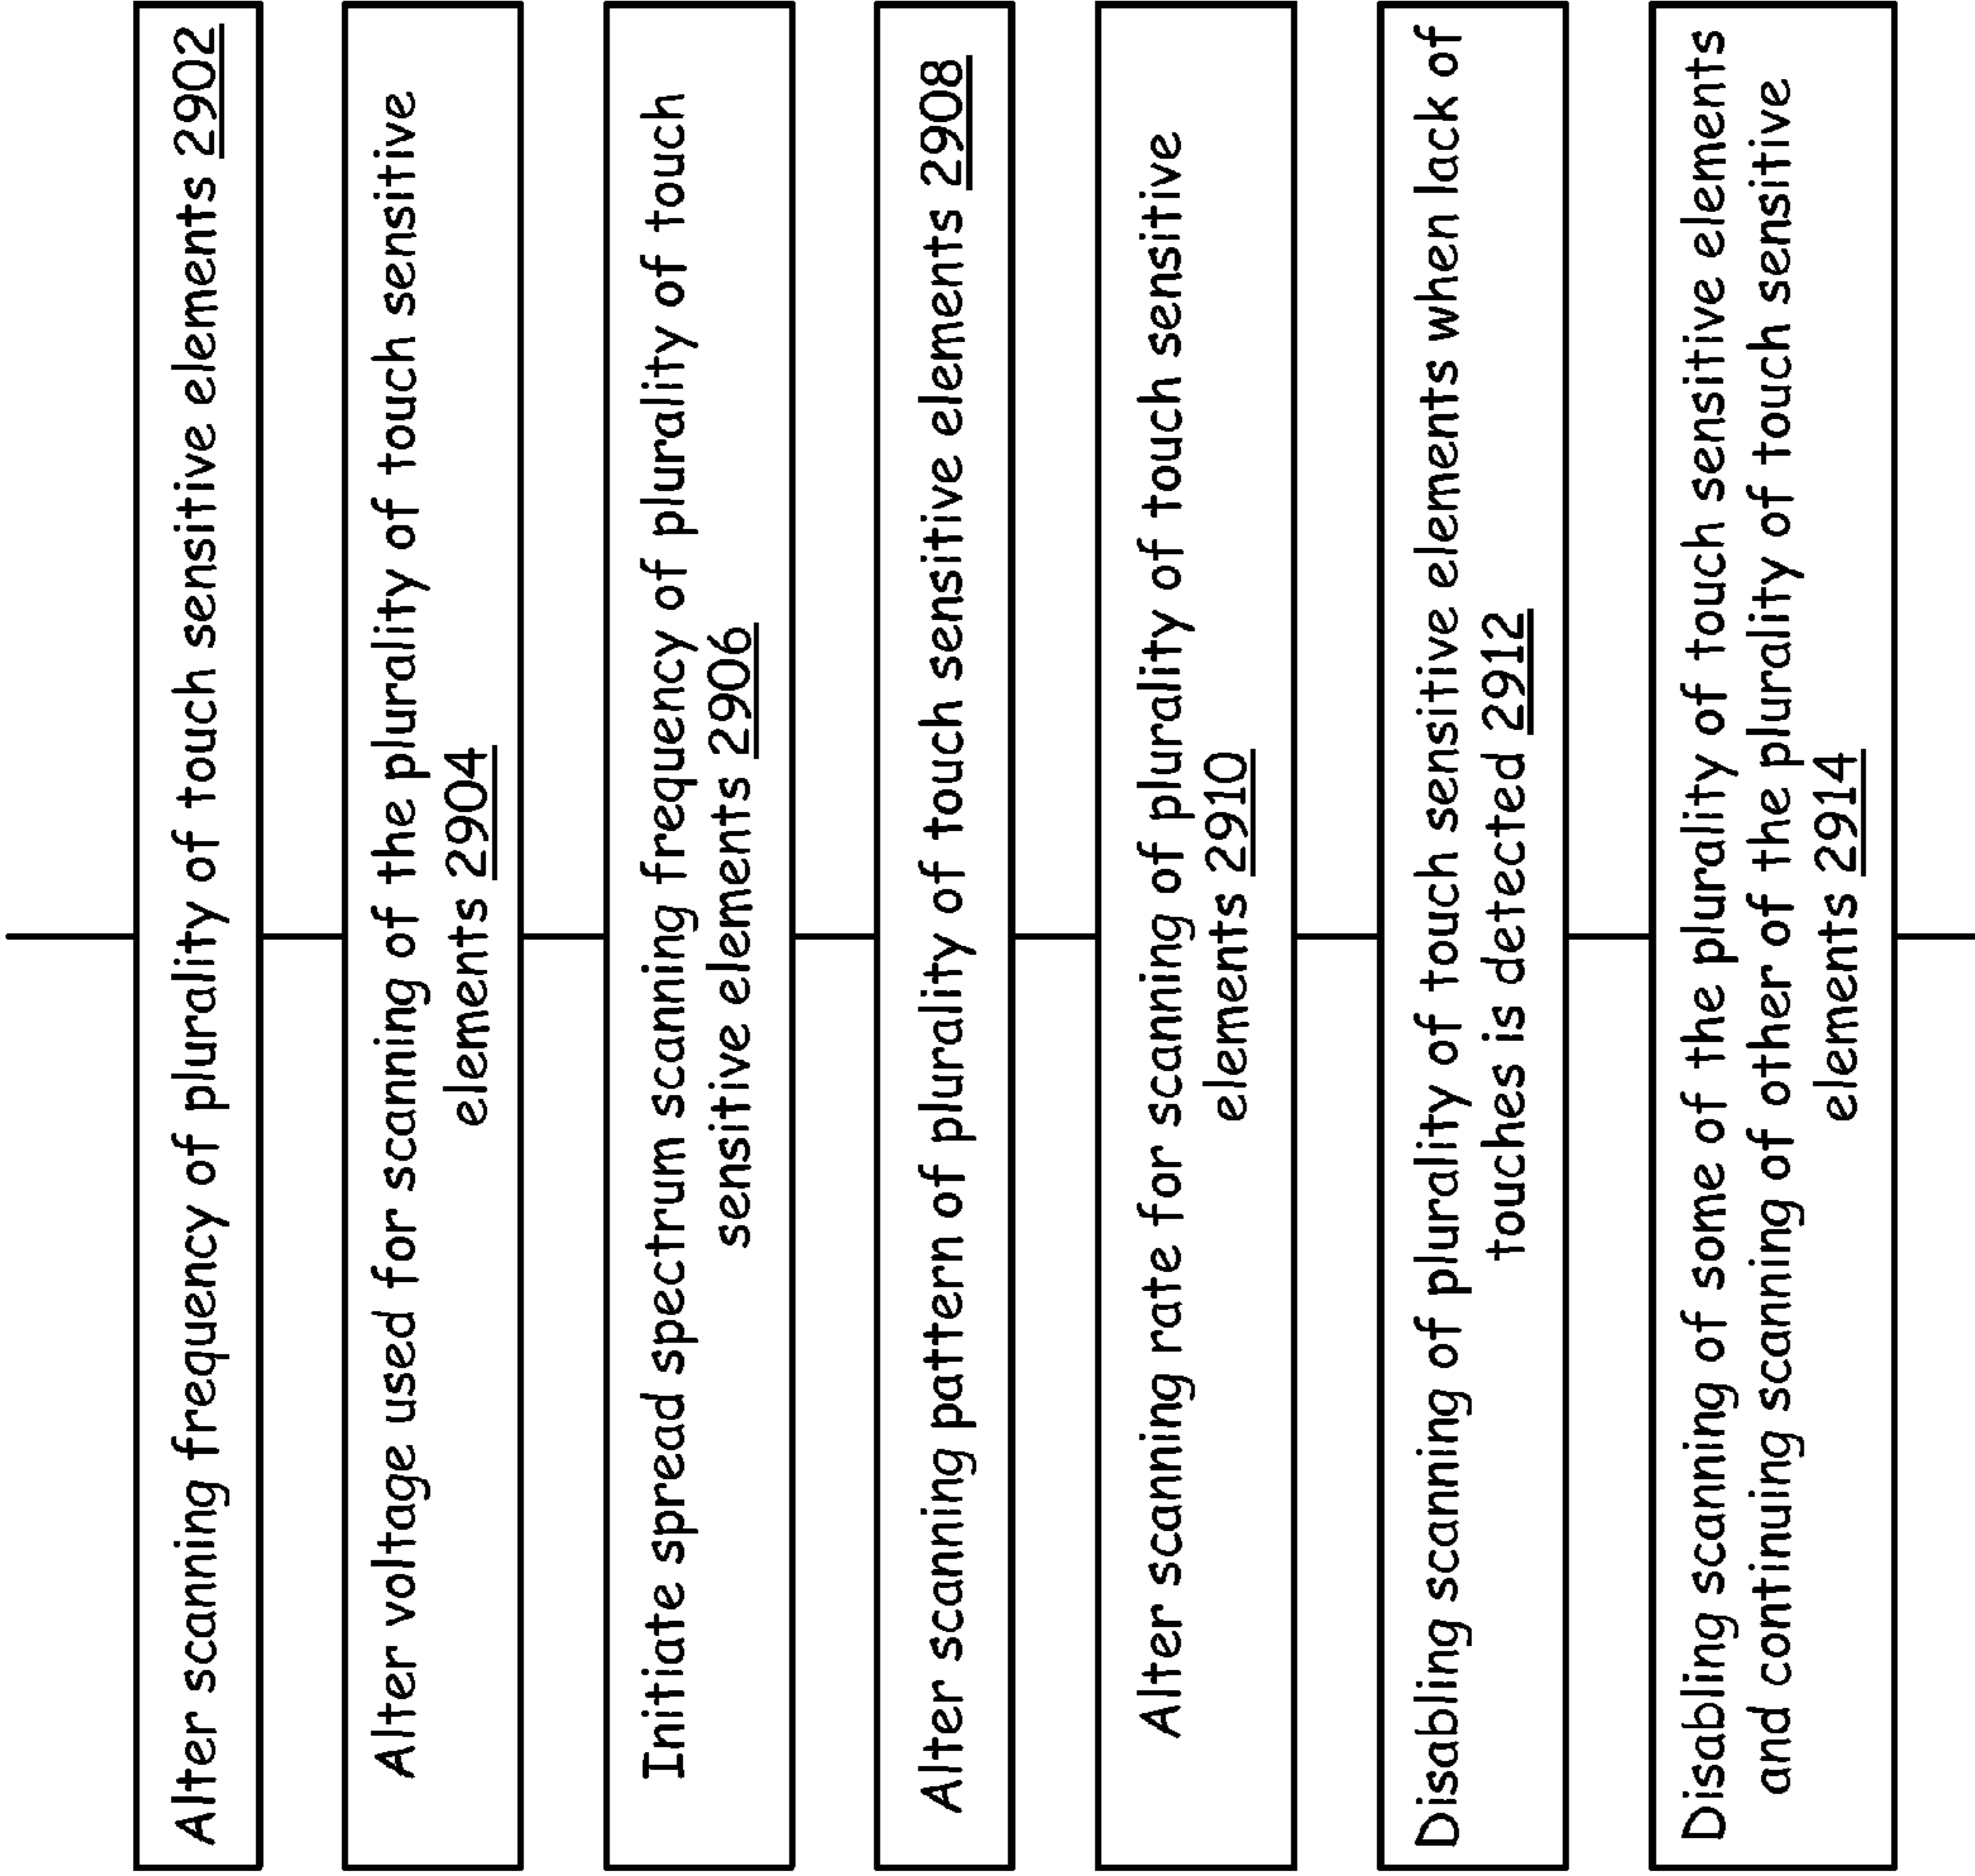 Alter scanning frequency of plurality of touch sensitive elements 2902
Alter voltage used for scanning of the plurality of touch sensitive
elements 2904
Initiate spread spectrum scanning frequency of plurality of touch
sensitive elements 2906
Alter scanning pattern of plurality of touch sensitive elements 2908
Alter scanning rate for scanning of plurality of touch sensitive
elements 2910
Disabling scanning of plurality of touch sensitive elements when lack of
touches is detected 2912
Disabling scanning of some of the plurality of touch sensitive elements
and continuing scanning of other of the plurality of touch sensitive
elements 2914